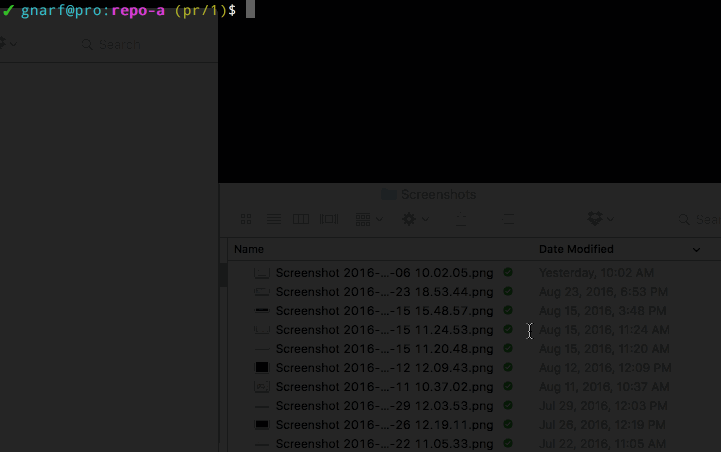 ✔ gnarf@pro:repo-a (pr/1)$
Search
Screenshots
Sea
Name Date Modified
Screenshot 2016-...-06 10.02.05.png Yesterday, 10:02 AM
Screenshot 2016-...-23 18.53.44.png Aug 23, 2016, 6:53 PM
Screenshot 2016-...-15 15.48.57.png Aug 15, 2016, 3:48 PM
Screenshot 2016-...-15 11.24.53.png Aug 15, 2016, 11:24 AM
Screenshot 2016-...-15 11.20.48.png Aug 15, 2016, 11:20 AM
Screenshot 2016-...-12 12.09.43.png Aug 12, 2016, 12:09 PM
Screenshot 2016-...-11 10.37.02.png Aug 11, 2016, 10:37 AM
Screenshot 2016-...-29 12.03.53.png Jul 29, 2016, 12:03 PM
Screenshot 2016-...-26 12.19.11.png Jul 26, 2016, 12:19 PM
Screenshot 2016-...-22 11.05.33.png Jul 22, 2016, 11:05 AM